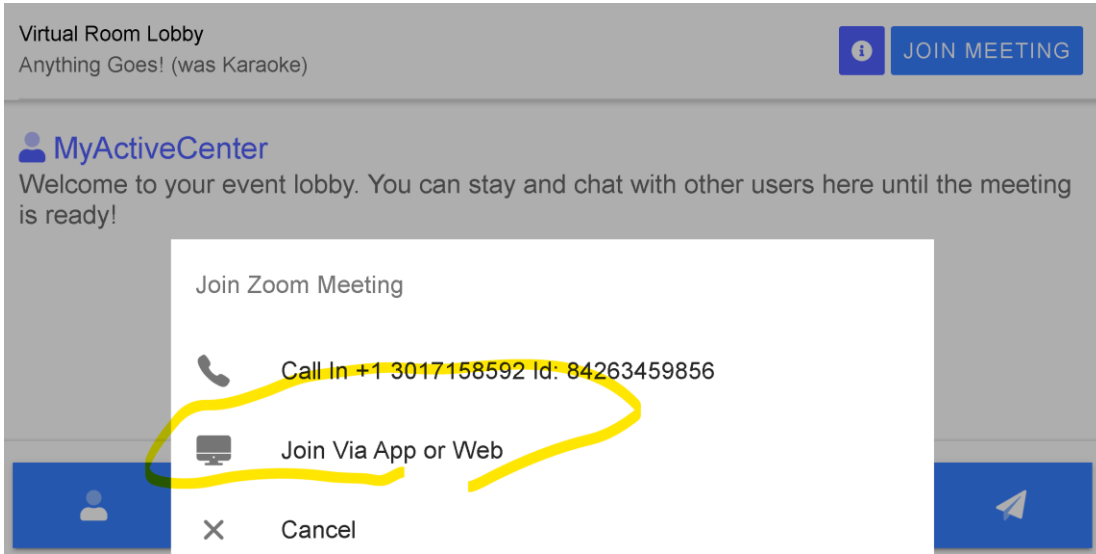 Virtual Room Lobby
Anything Goes! (was Karaoke)
JOIN MEETING
MyActiveCenter
Welcome to your event lobby. You can stay and chat with other users here until the meeting
is ready!
Join Zoom Meeting
Call In +1 3017158592 Id: 84263459856
Join Via App or Web
Cancel